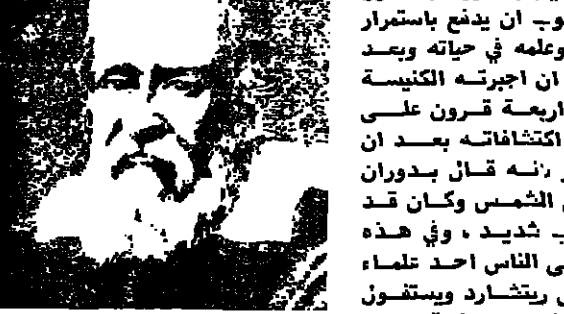 وب ان يدفع باستمرار
وعلمه في حياته وبعد
ان اجبرته الكنيسة
اربعة قرون على
اكتشافاته بعد ان
قال بدوران
الشمس وكان قد
ب شديد ، وفي هذه
ى الناس احد علماء
ريتشارد ويستفول